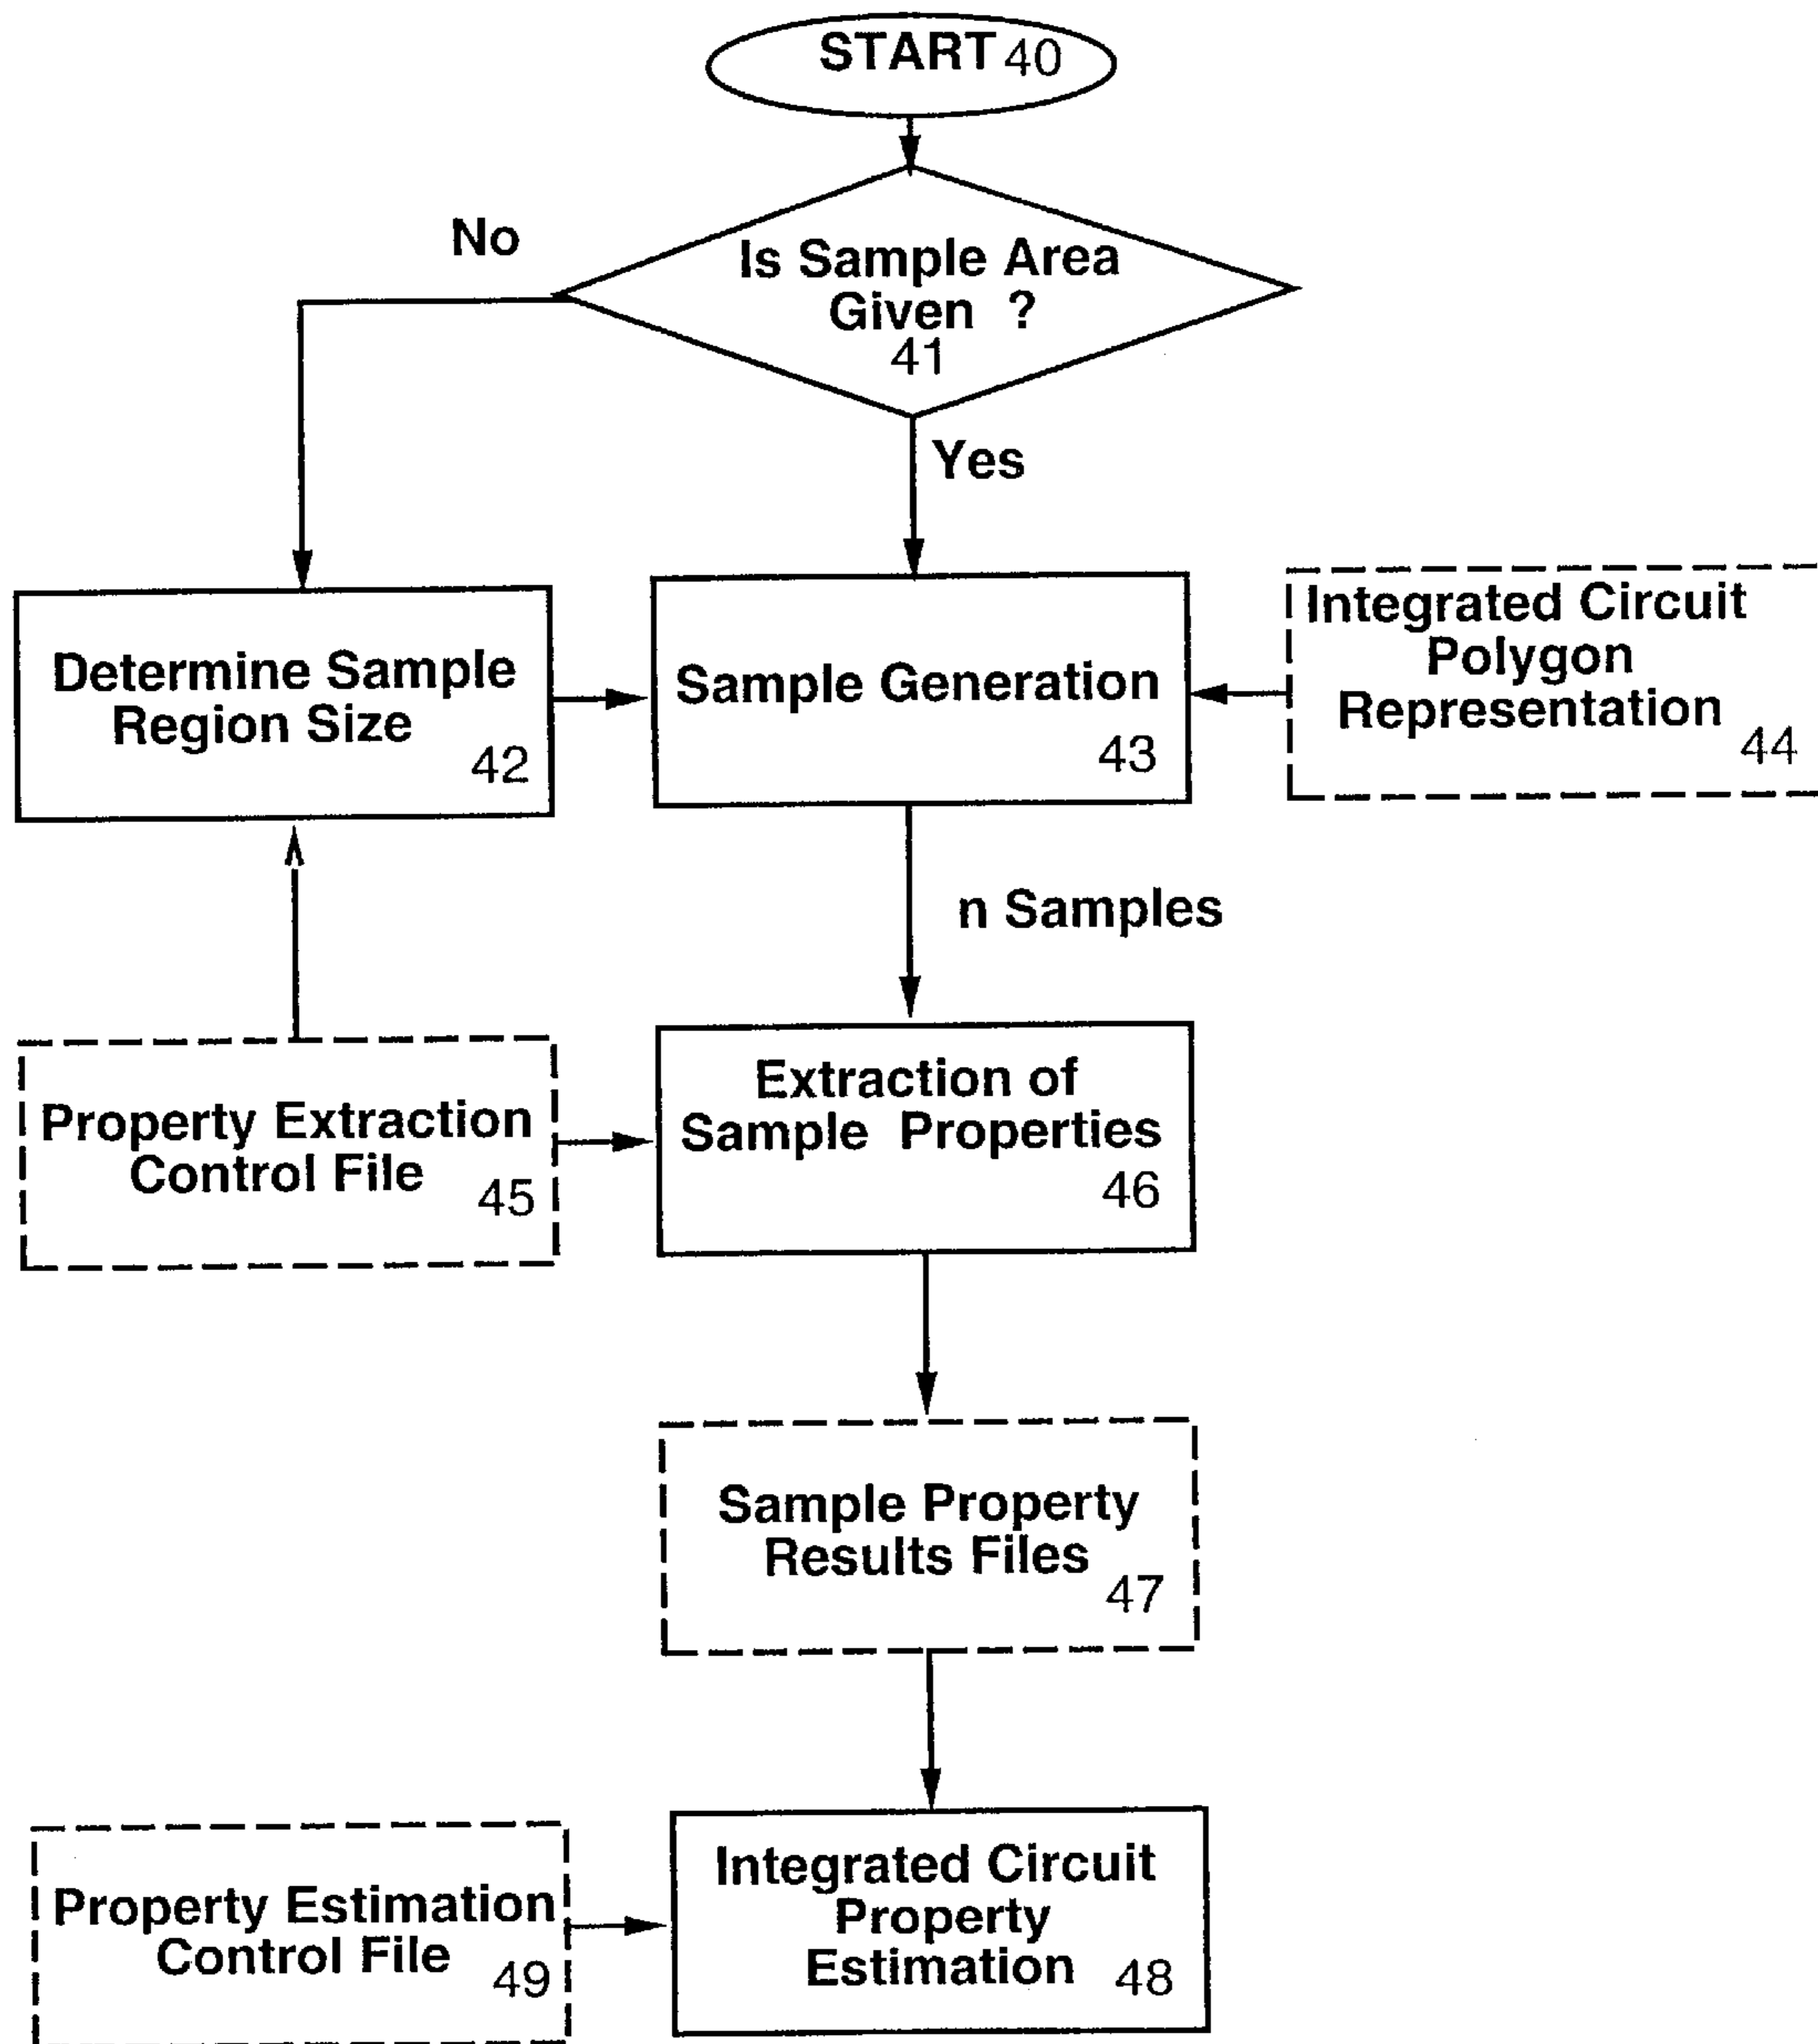 START 40
No
Is Sample Area
Given ?
41
Yes
Determine Sample
Region Size
42
Sample Generation
43
Integrated Circuit
Polygon
Representation
44
n Samples
Property Extraction
Control File
45
Extraction of
Sample Properties
46
Sample Property
Results Files
47
Property Estimation
Control File
49
Integrated Circuit
Property
Estimation
48